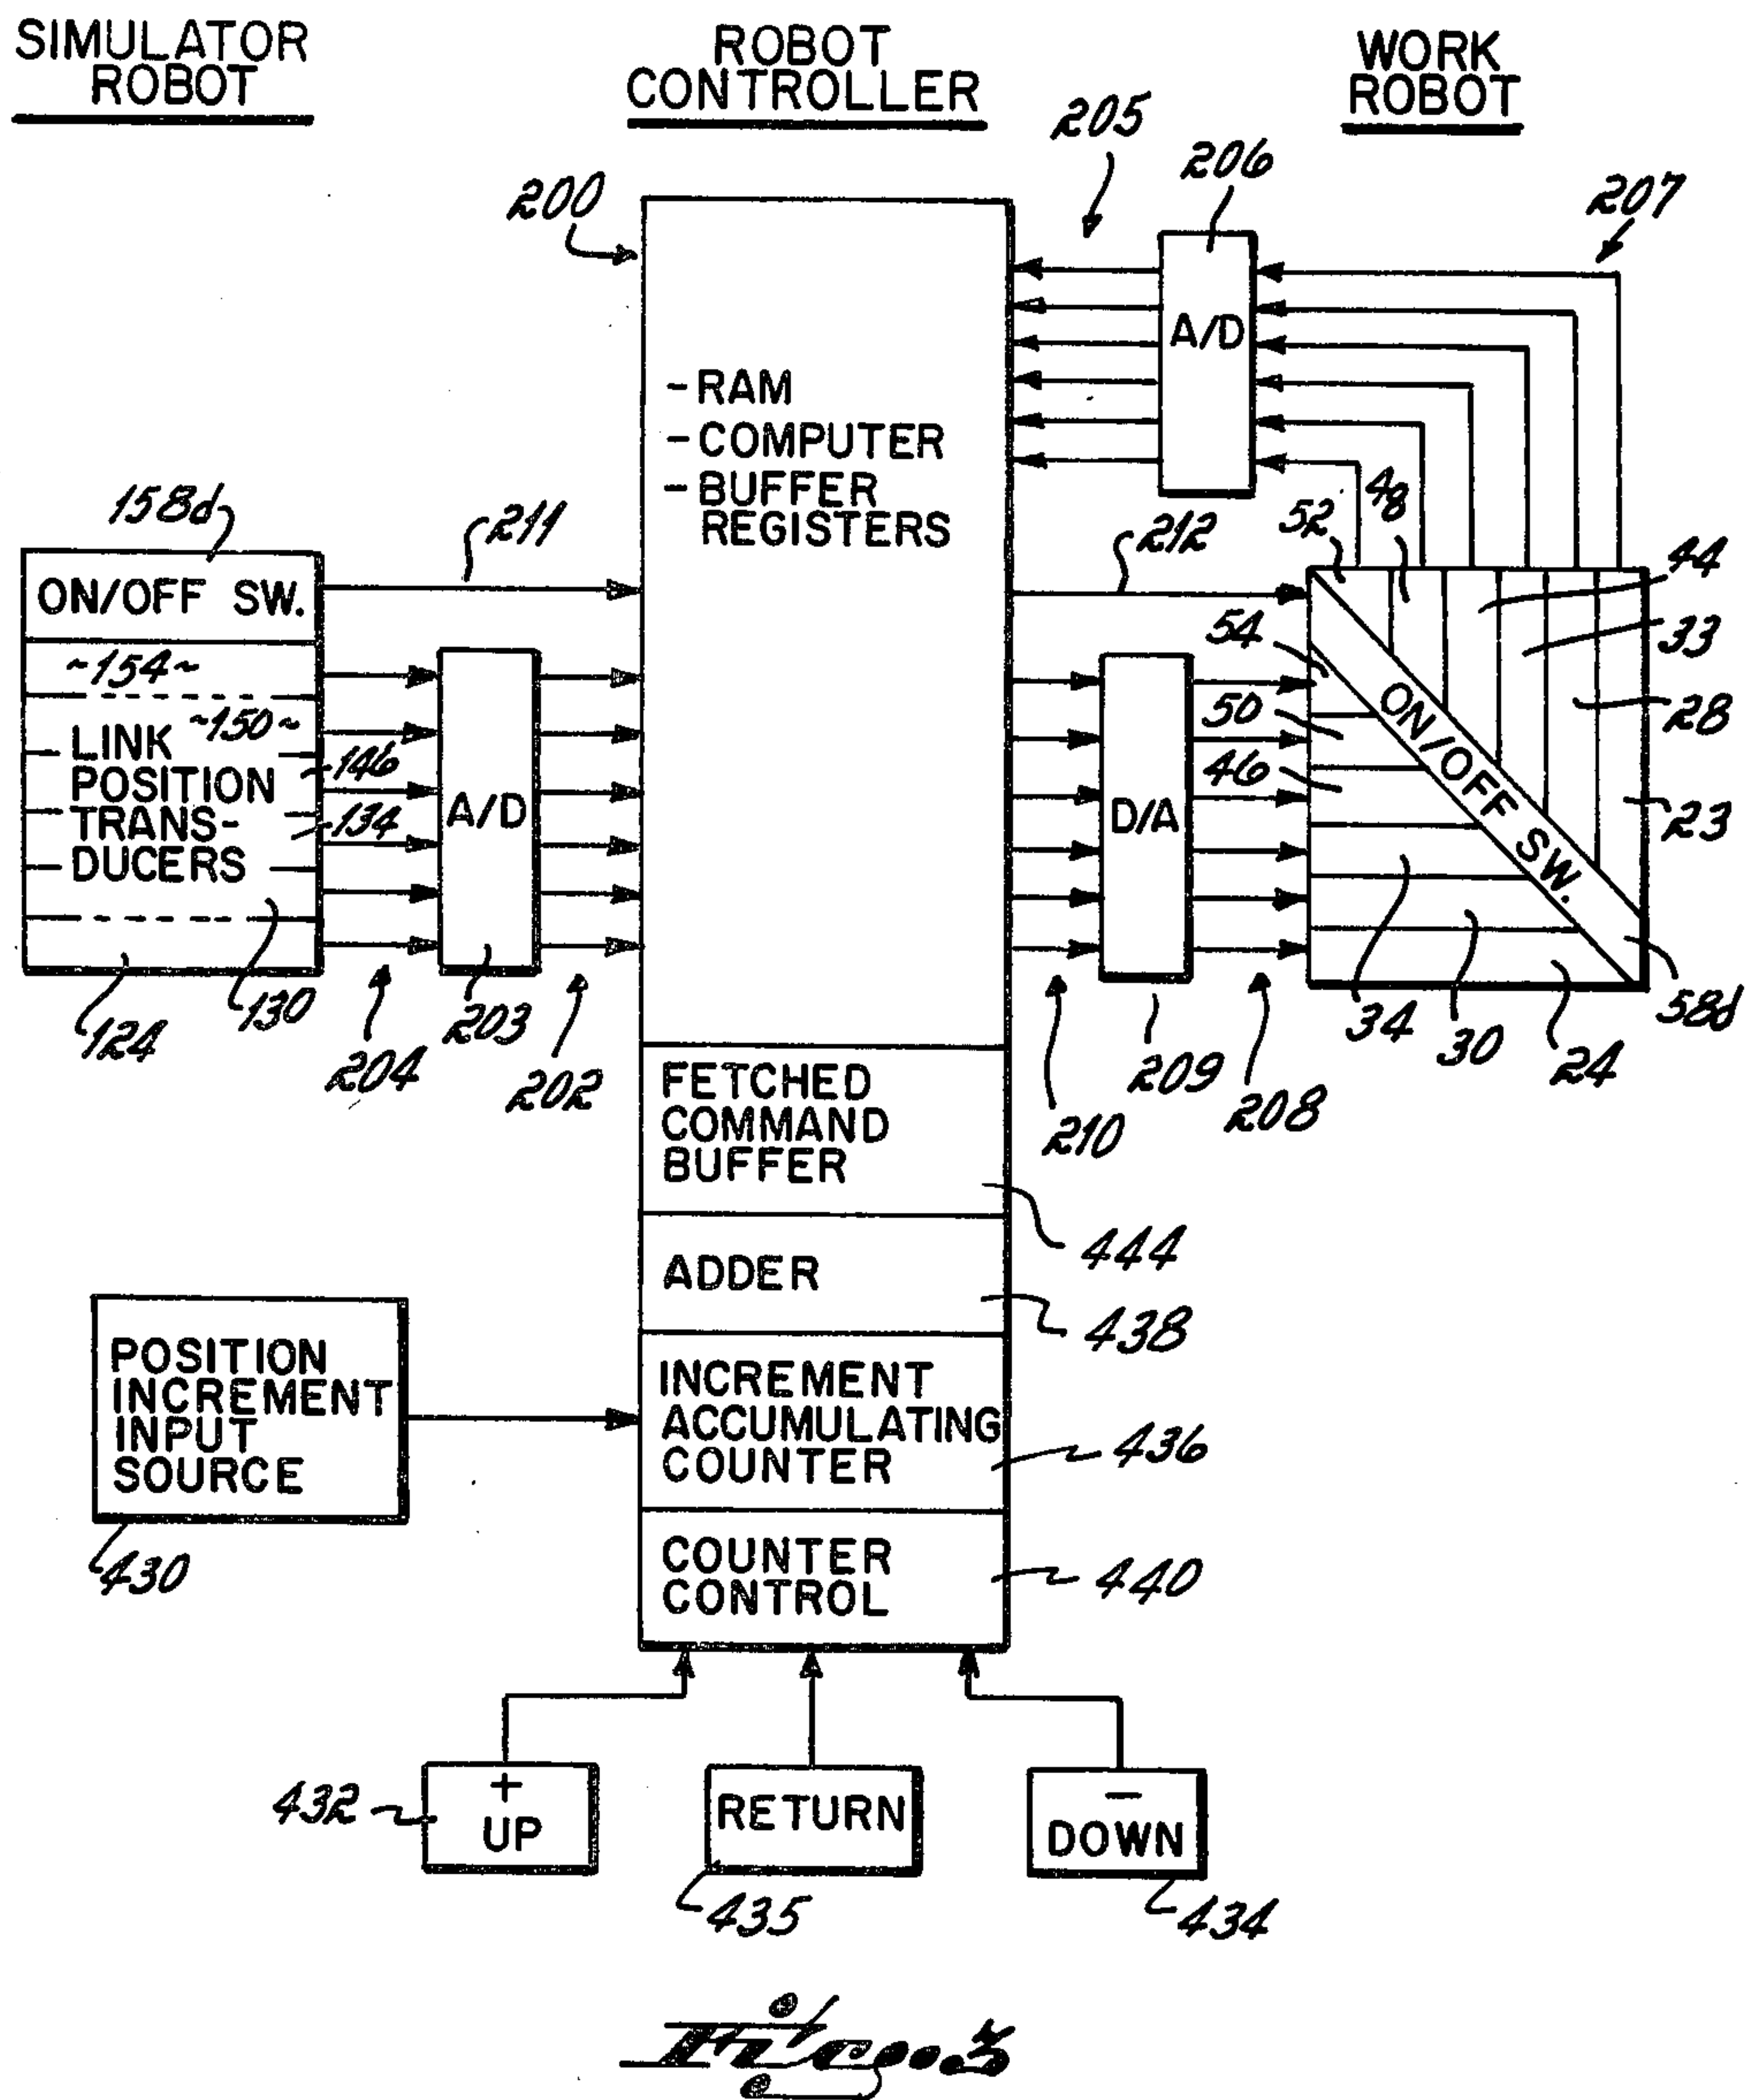 SIMULATOR
ROBOT
ROBOT
CONTROLLER
WORK
ROBOT
205
206
200
207
A/D
- RAM
- COMPUTER
- BUFFER
REGISTERS
158d
211
ON/OFF SW.
~154~
~150~
LINK
POSITION
TRANS-
DUCERS
146
134
130
124
A/D
203
204
202
212
52
48
44
33
28
23
54
50
46
ON/OFF SW.
34
30
24
58d
D/A
209
210
208
FETCHED
COMMAND
BUFFER
444
ADDER
438
POSITION
INCREMENT
INPUT
SOURCE
430
INCREMENT
ACCUMULATING
COUNTER
436
COUNTER
CONTROL
440
+
UP
432
RETURN
435
-
DOWN
434
Fig. 3